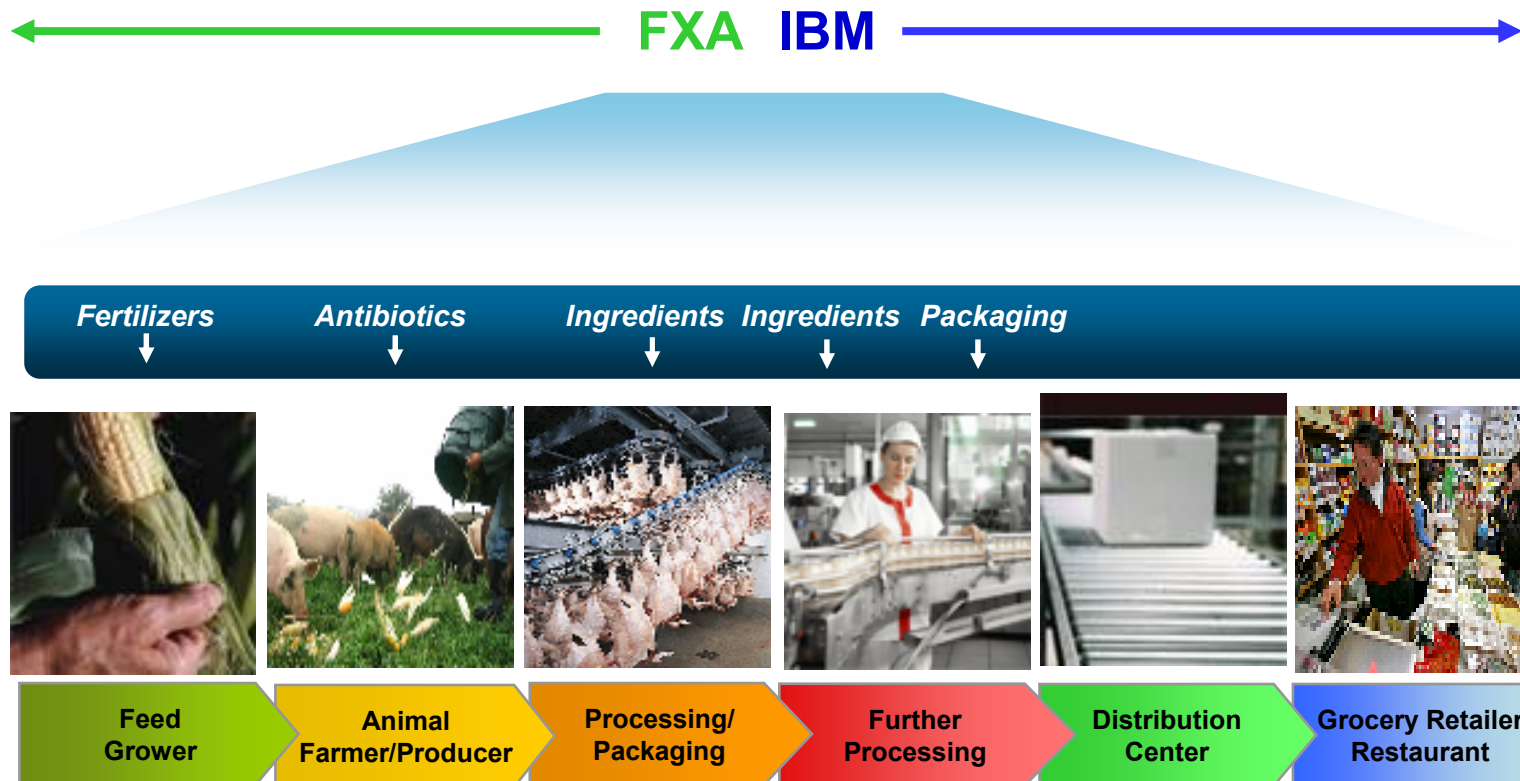 FXA IBM
Fertilizers Antibiotics Ingredients Ingredients Packaging
Feed
Grower
Animal
Farmer/Producer
Processing/
Packaging
Further
Processing
Distribution
Center
Grocery Retailer
Restaurant